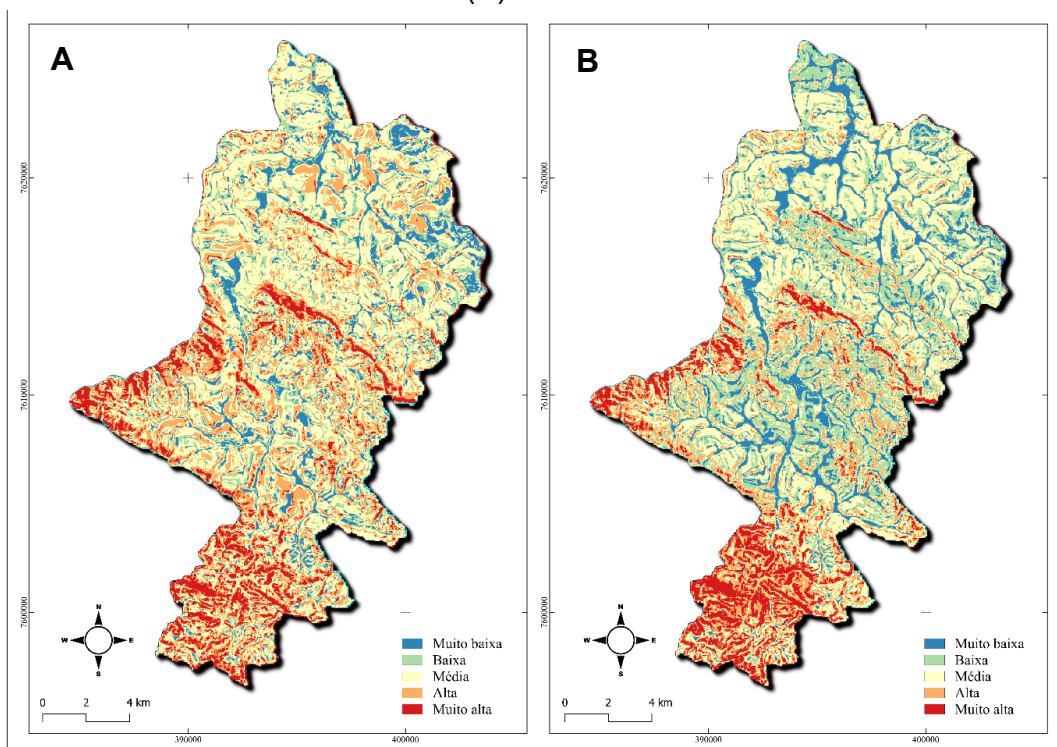 A
7620000
7610000
7600000
N
W E
S
0 2 4 km
Muito baixa
Baixa
Média
Alta
Muito alta
390000 400000
B
7620000
7610000
7600000
N
W E
S
0 2 4 km
Muito baixa
Baixa
Média
Alta
Muito alta
390000 400000